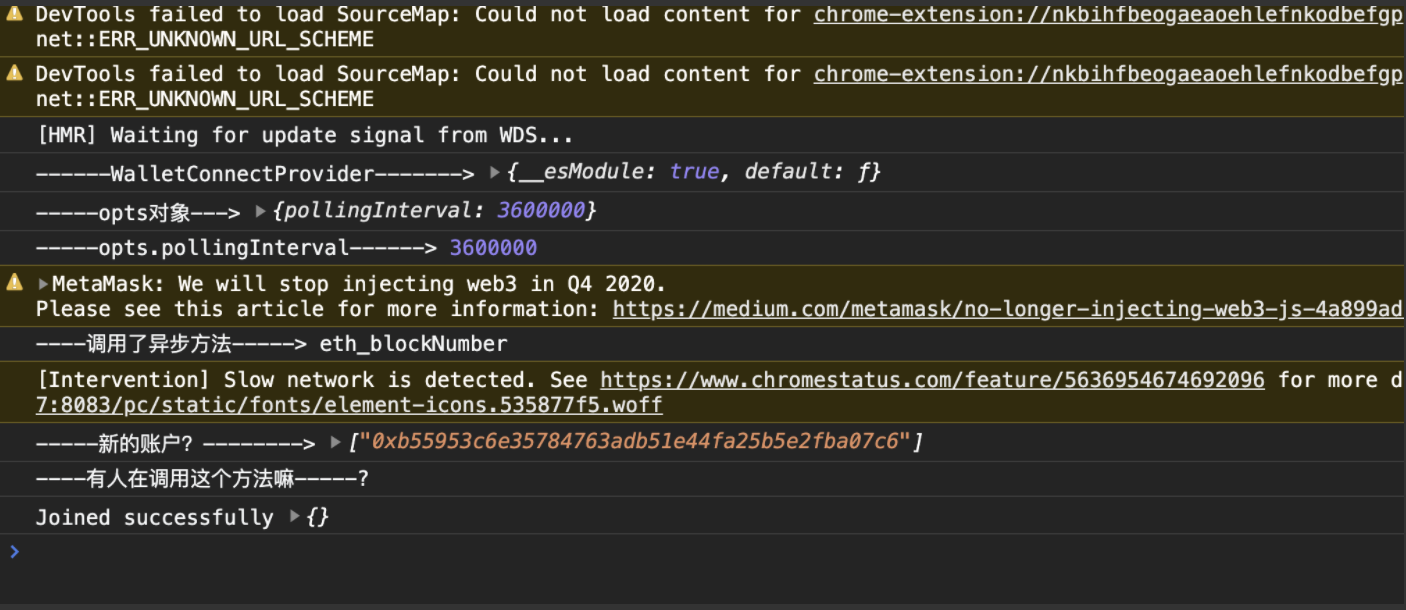 DevTools failed to load SourceMap: Could not load content for chrome-extension://nkbihfbeogaeaoehlefnkodbefgp
net::ERR_UNKNOWN_URL_SCHEME
DevTools failed to load SourceMap: Could not load content for chrome-extension://nkbihfbeogaeaoehlefnkodbefgp
net::ERR_UNKNOWN_URL_SCHEME
[HMR] Waiting for update signal from WDS...
------WalletConnectProvider-------> ▶{__esModule: true, default: ƒ}
-----opts对象---> ▶{pollingInterval: 3600000}
-----opts.pollingInterval------> 3600000
▶MetaMask: We will stop injecting web3 in Q4 2020.
Please see this article for more information: https://medium.com/metamask/no-longer-injecting-web3-js-4a899ad
----调用了异步方法-----> eth_blockNumber
[Intervention] Slow network is detected. See https://www.chromestatus.com/feature/5636954674692096 for more d
7:8083/pc/static/fonts/element-icons.535877f5.woff
-----新的账户? --------> ▶["0xb55953c6e35784763adb51e44fa25b5e2fba07c6"]
----有人在调用这个方法嘛-----?
Joined successfully ▶{}